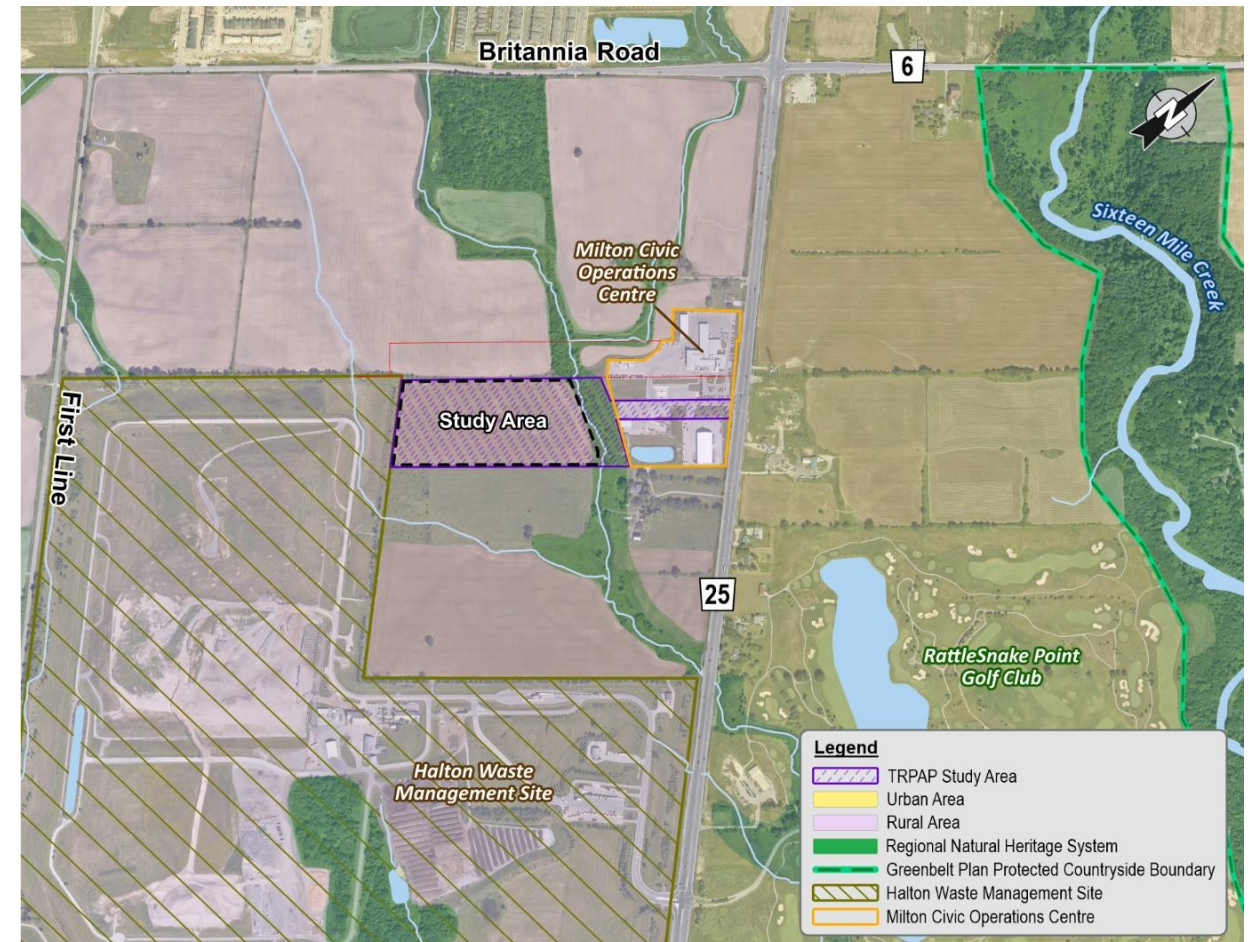 Britannia Road
6
N
Sixteen Mile Creek
Milton Civic
Operations
Centre
First Line
Study Area
25
RattleSnake Point
Golf Club
Halton Waste
Management Site
Legend
TRPAP Study Area
Urban Area
Rural Area
Regional Natural Heritage System
Greenbelt Plan Protected Countryside Boundary
Halton Waste Management Site
Milton Civic Operations Centre